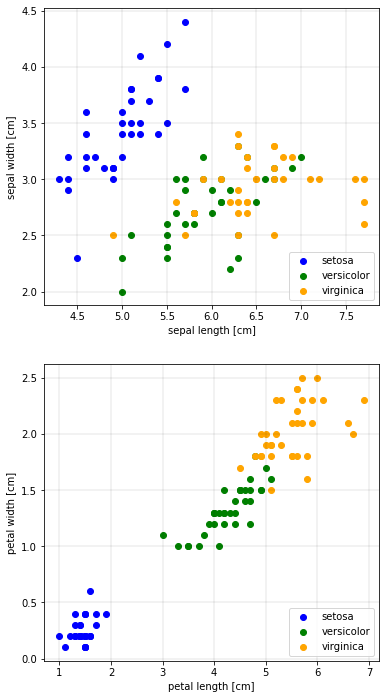 4.5
4.0
3.5
3.0
2.5
2.0
sepal width [cm]
4.5 5.0 5.5 6.0 6.5 7.0 7.5
sepal length [cm]
setosa
versicolor
virginica
2.5
2.0
1.5
1.0
0.5
0.0
petal width [cm]
1 2 3 4 5 6 7
petal length [cm]
setosa
versicolor
virginica